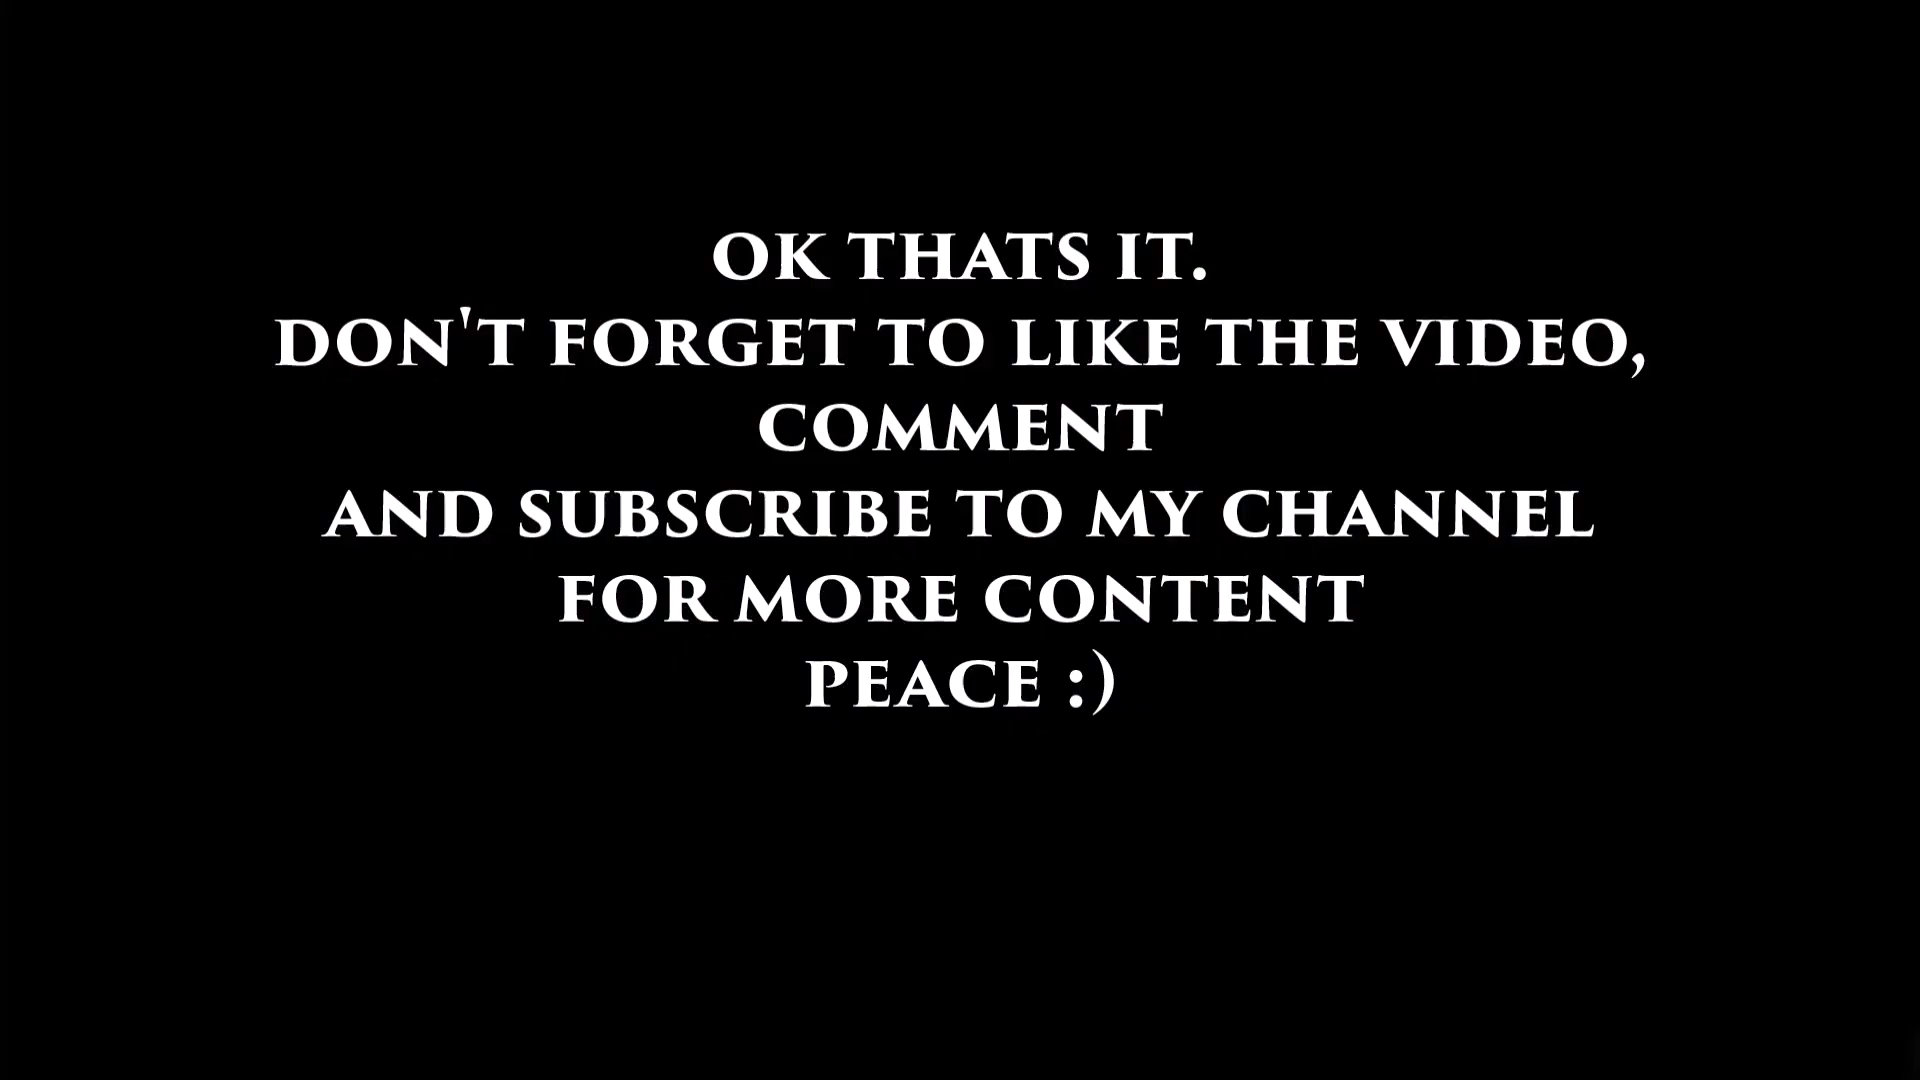 OK THATS IT.
DON'T FORGET TO LIKE THE VIDEO,
COMMENT
AND SUBSCRIBE TO MY CHANNEL
FOR MORE CONTENT
PEACE :)